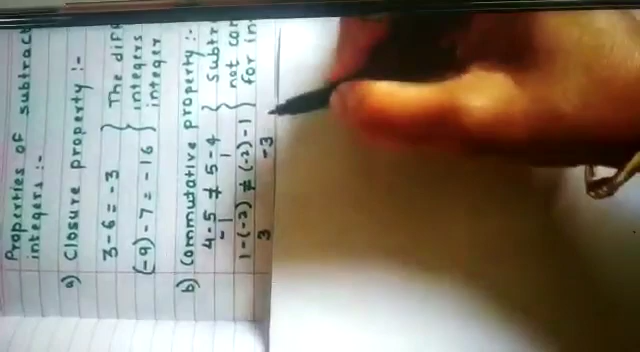 Properties of subtract
integers :-
a) Closure property :-
3-6 = -3 } The diff
(-9) -7 = -16 } integers
integer
b) Commutative property :-
4-5 ≠ 5-4 } Subtr
-1 1 not
1-(-2) ≠ (-2)-1 } for in
3 -3